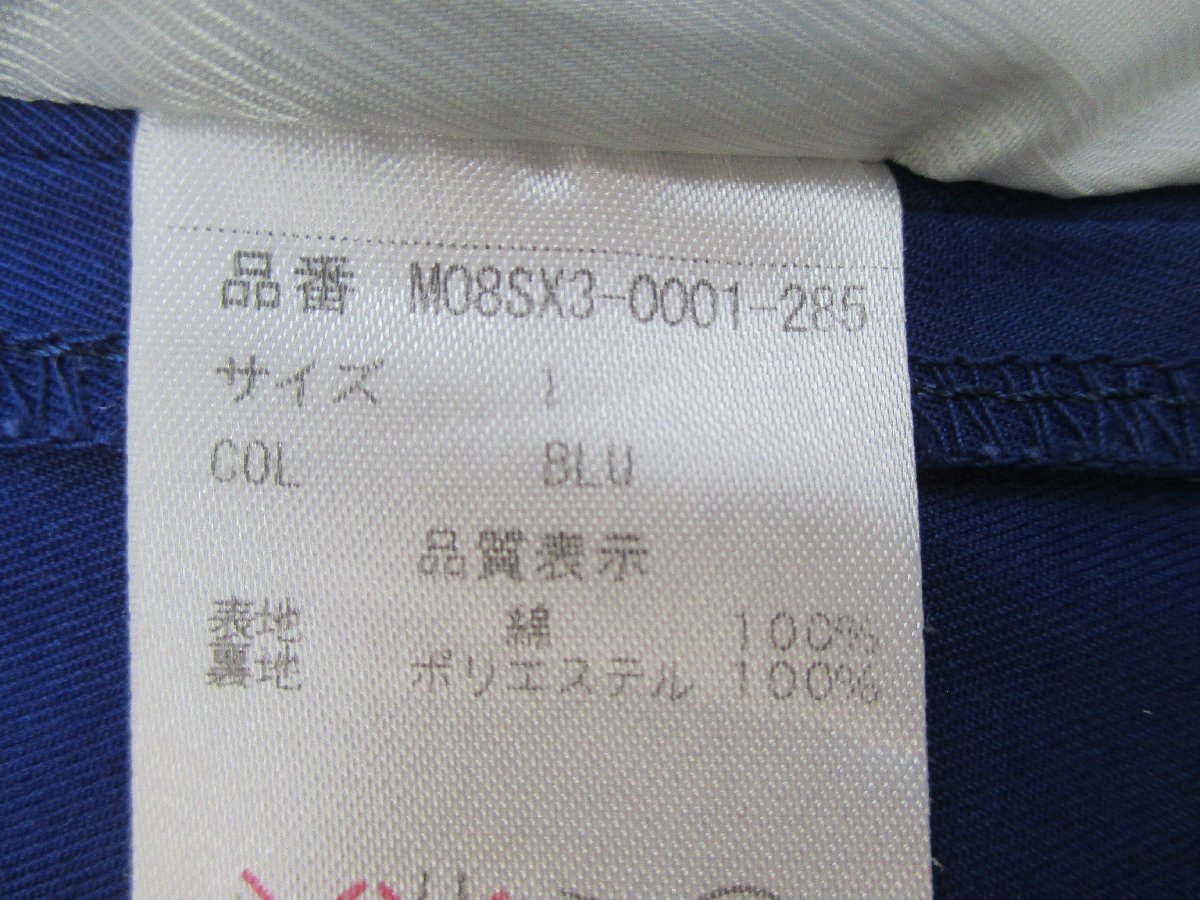 品番 M08SX3-0001-285
サイズ 1
COL BLU
品質表示
表地 綿 100%
裏地 ポリエステル 100%